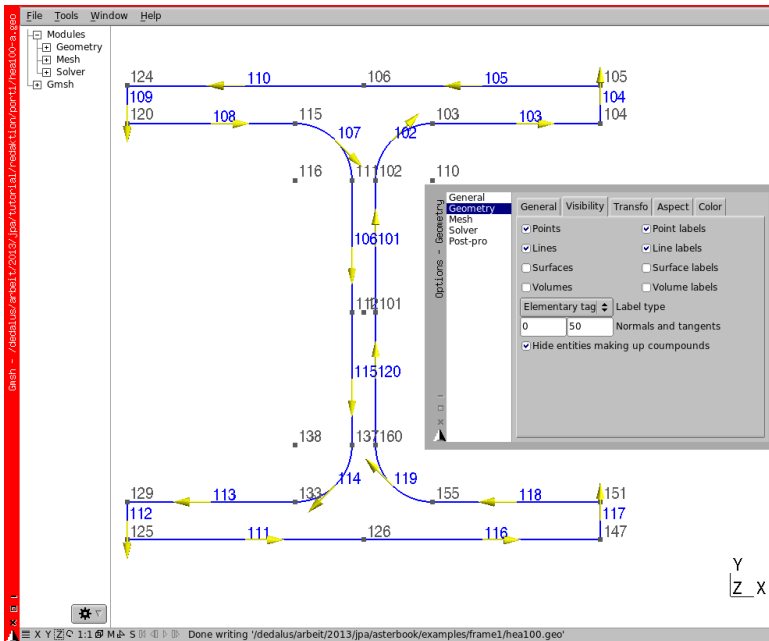 File Tools Window Help
Gmsh - /dedalus/arbeit/2013/jpa/tutorial/redaktion/port1/hea100-a.geo
Modules
Geometry
Mesh
Solver
Gmsh
124 110 106 105 105
109 104
120 108 115 103 103 104
107 102
116 111 102 110
106 101
112 101
115 120
138 137 160
114 119
129 113 133 155 118 151
112 117
125 111 126 116 147
Options - Geometry
General
Geometry
Mesh
Solver
Post-pro
General Visibility Transfo Aspect Color
Points Point labels
Lines Line labels
Surfaces Surface labels
Volumes Volume labels
Elementary tag Label type
0 50 Normals and tangents
Hide entities making up coumpounds
Y
Z X
X Y Z 1:1 M S Done writing '/dedalus/arbeit/2013/jpa/asterbook/examples/frame1/hea100.geo'